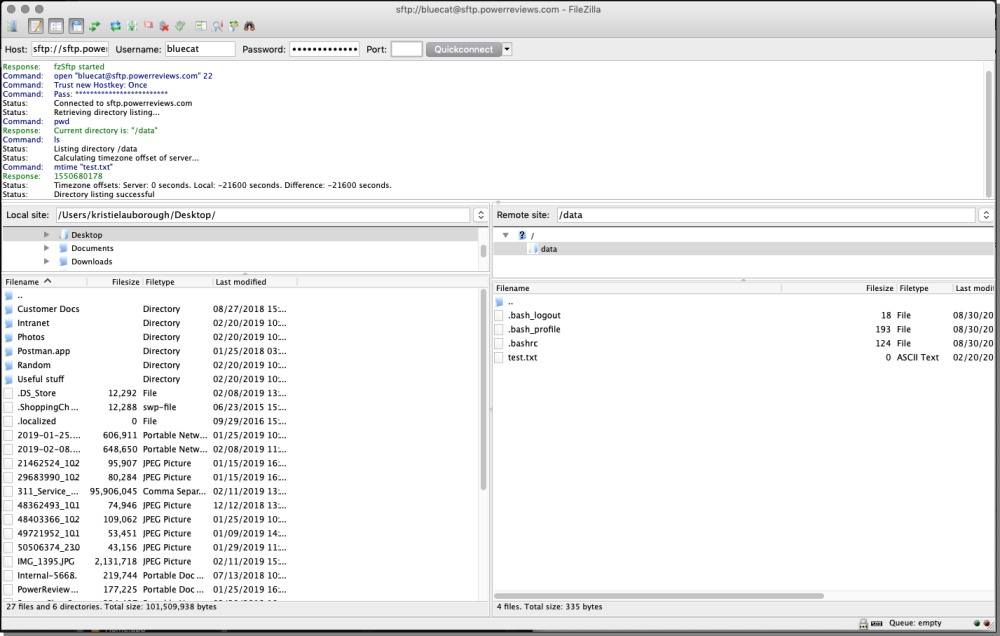 sftp://bluecat@sftp.powerreviews.com - FileZilla
Host: sftp://sftp.power Username: bluecat Password: ••••••••••••• Port: Quickconnect
Response: fzSftp started
Command: open "bluecat@sftp.powerreviews.com" 22
Command: Trust new Hostkey: Once
Command: Pass: ************************
Status: Connected to sftp.powerreviews.com
Status: Retrieving directory listing...
Command: pwd
Response: Current directory is: "/data"
Command: ls
Status: Listing directory /data
Status: Calculating timezone offset of server...
Command: mtime "test.txt"
Response: 1550680178
Status: Timezone offsets: Server: 0 seconds. Local: -21600 seconds. Difference: -21600 seconds.
Status: Directory listing successful
Local site: /Users/kristielauborough/Desktop/
Desktop
Documents
Downloads
Filename Filesize Filetype Last modified
..
Customer Docs Directory 08/27/2018 15:...
Intranet Directory 02/20/2019 10:...
Photos Directory 02/20/2019 10:...
Postman.app Directory 01/25/2018 03:...
Random Directory 02/20/2019 10:...
Useful stuff Directory 02/20/2019 10:...
.DS_Store 12,292 File 02/08/2019 13:...
.ShoppingCh... 12,288 swp-file 06/23/2015 15:...
.localized 0 File 09/29/2016 15:...
2019-01-25.... 606,911 Portable Netw... 01/25/2019 10:...
2019-02-08.... 648,650 Portable Netw... 02/08/2019 11:...
21462524_102 95,907 JPEG Picture 01/15/2019 16:...
29683990_102 80,284 JPEG Picture 01/15/2019 16:...
311_Service_... 95,906,045 Comma Separ... 02/11/2019 13:...
48362493_101 74,946 JPEG Picture 12/12/2018 13:...
48403366_102 109,062 JPEG Picture 01/25/2019 10:...
49721952_101 53,451 JPEG Picture 01/09/2019 14:...
50506374_230 43,156 JPEG Picture 01/29/2019 11:...
IMG_1395.JPG 2,131,718 JPEG Picture 02/11/2019 15:...
Internal-5668. 219,744 Portable Doc ... 07/13/2018 10:...
PowerReview... 177,225 Portable Doc ... 01/25/2019 16:...
27 files and 6 directories. Total size: 101,509,938 bytes
Remote site: /data
/
data
Filename Filesize Filetype Last modi
..
.bash_logout 18 File 08/30/20
.bash_profile 193 File 08/30/20
.bashrc 124 File 08/30/20
test.txt 0 ASCII Text 02/20/20
4 files. Total size: 335 bytes
Queue: empty